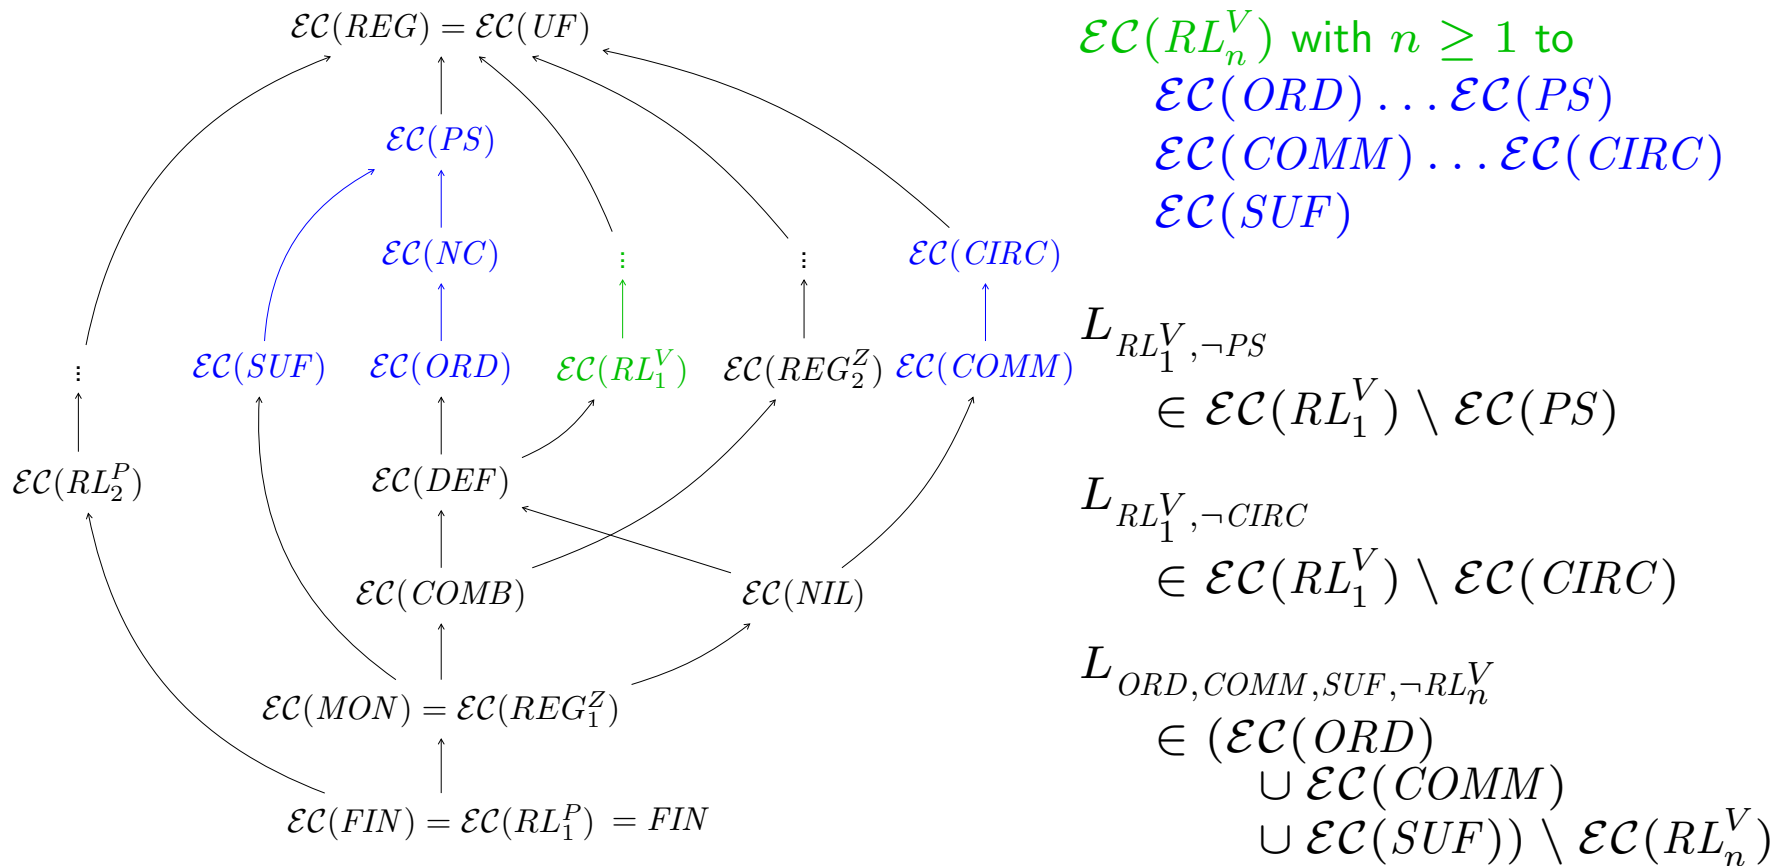 ℰ𝒞(REG) = ℰ𝒞(UF)
ℰ𝒞(PS)
ℰ𝒞(NC)
⋮
⋮
ℰ𝒞(CIRC)
⋮
ℰ𝒞(SUF)
ℰ𝒞(ORD)
ℰ𝒞(RL₁^V)
ℰ𝒞(REG₂^Z)
ℰ𝒞(COMM)
ℰ𝒞(RL₂^P)
ℰ𝒞(DEF)
ℰ𝒞(COMB)
ℰ𝒞(NIL)
ℰ𝒞(MON) = ℰ𝒞(REG₁^Z)
ℰ𝒞(FIN) = ℰ𝒞(RL₁^P) = FIN
ℰ𝒞(RL_n^V) with n ≥ 1 to
ℰ𝒞(ORD) … ℰ𝒞(PS)
ℰ𝒞(COMM) … ℰ𝒞(CIRC)
ℰ𝒞(SUF)
L_{RL₁^V,¬PS}
∈ ℰ𝒞(RL₁^V) \ ℰ𝒞(PS)
L_{RL₁^V,¬CIRC}
∈ ℰ𝒞(RL₁^V) \ ℰ𝒞(CIRC)
L_{ORD,COMM,SUF,¬RL_n^V}
∈ (ℰ𝒞(ORD)
∪ ℰ𝒞(COMM)
∪ ℰ𝒞(SUF)) \ ℰ𝒞(RL_n^V)